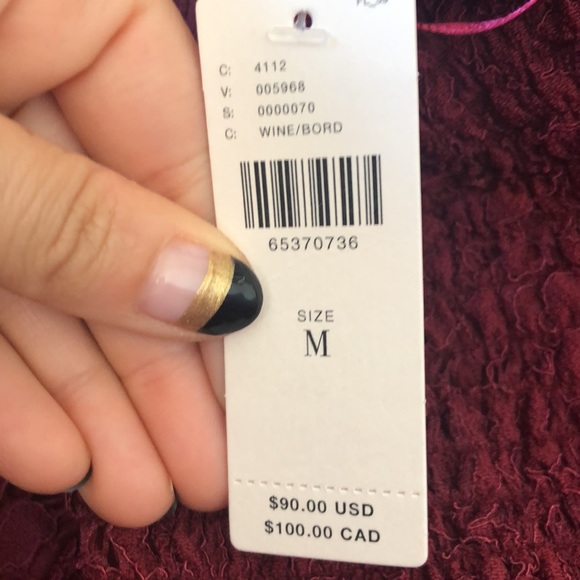 C: 4112
V: 005968
S: 0000070
C: WINE/BORD
65370736
SIZE
M
$90.00 USD
$100.00 CAD